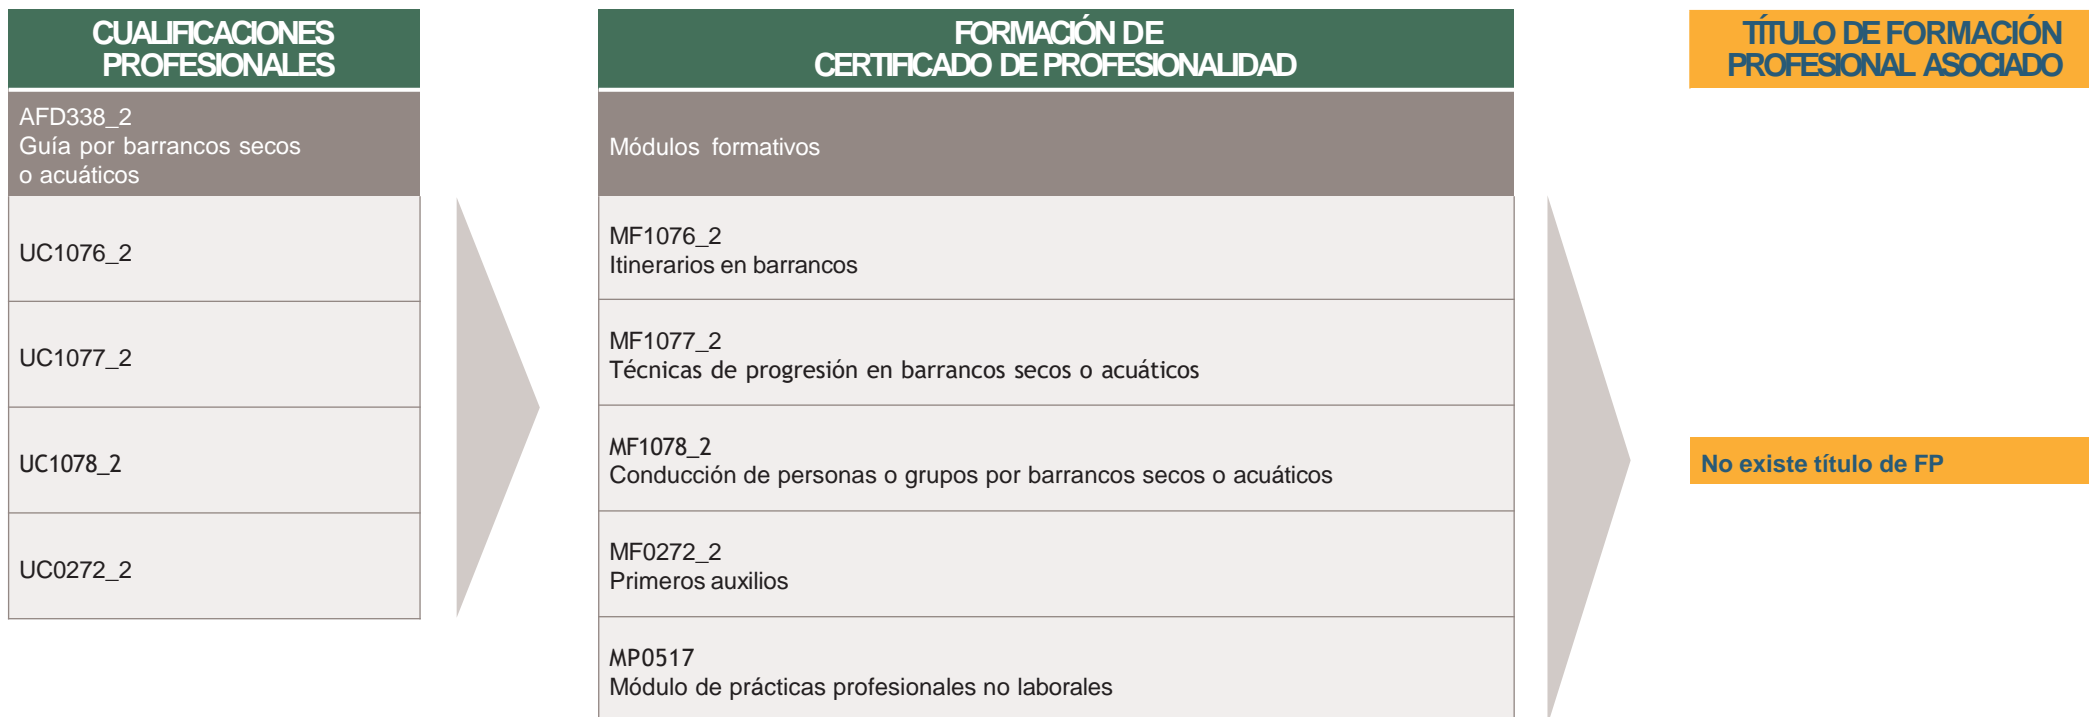 CUALIFICACIONES
PROFESIONALES
AFD338_2
Guía por barrancos secos
o acuáticos
UC1076_2
UC1077_2
UC1078_2
UC0272_2
FORMACIÓN DE
CERTIFICADO DE PROFESIONALIDAD
Módulos formativos
MF1076_2
Itinerarios en barrancos
MF1077_2
Técnicas de progresión en barrancos secos o acuáticos
MF1078_2
Conducción de personas o grupos por barrancos secos o acuáticos
MF0272_2
Primeros auxilios
MP0517
Módulo de prácticas profesionales no laborales
TÍTULO DE FORMACIÓN
PROFESIONAL ASOCIADO
No existe título de FP